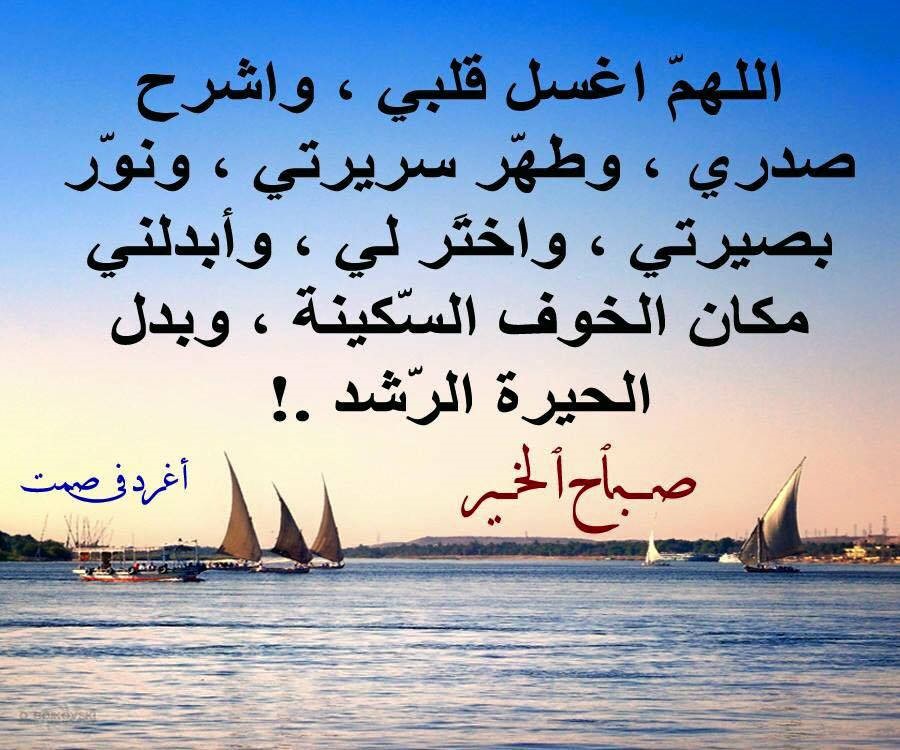 اللهمّ اغسل قلبي ، واشرح
صدري ، وطهّر سريرتي ، ونوّر
بصيرتي ، واختَر لي ، وأبدلني
مكان الخوف السّكينة ، وبدل
الحيرة الرّشد .!
صباح الخير
أغرد في صمت